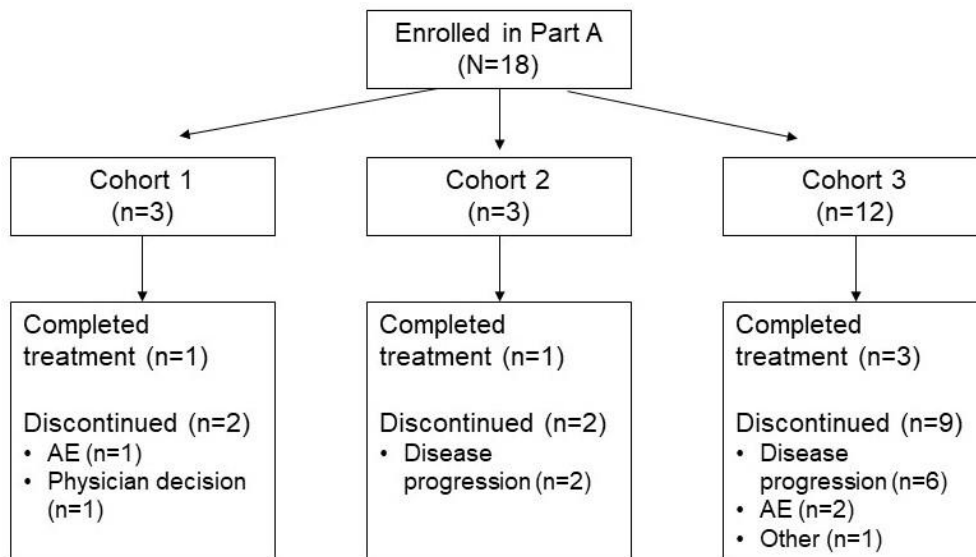 Enrolled in Part A
(N=18)
Cohort 1
(n=3)
Cohort 2
(n=3)
Cohort 3
(n=12)
Completed
treatment (n=1)
Discontinued (n=2)
• AE (n=1)
• Physician decision
(n=1)
Completed
treatment (n=1)
Discontinued (n=2)
• Disease
progression (n=2)
Completed
treatment (n=3)
Discontinued (n=9)
• Disease
progression (n=6)
• AE (n=2)
• Other (n=1)